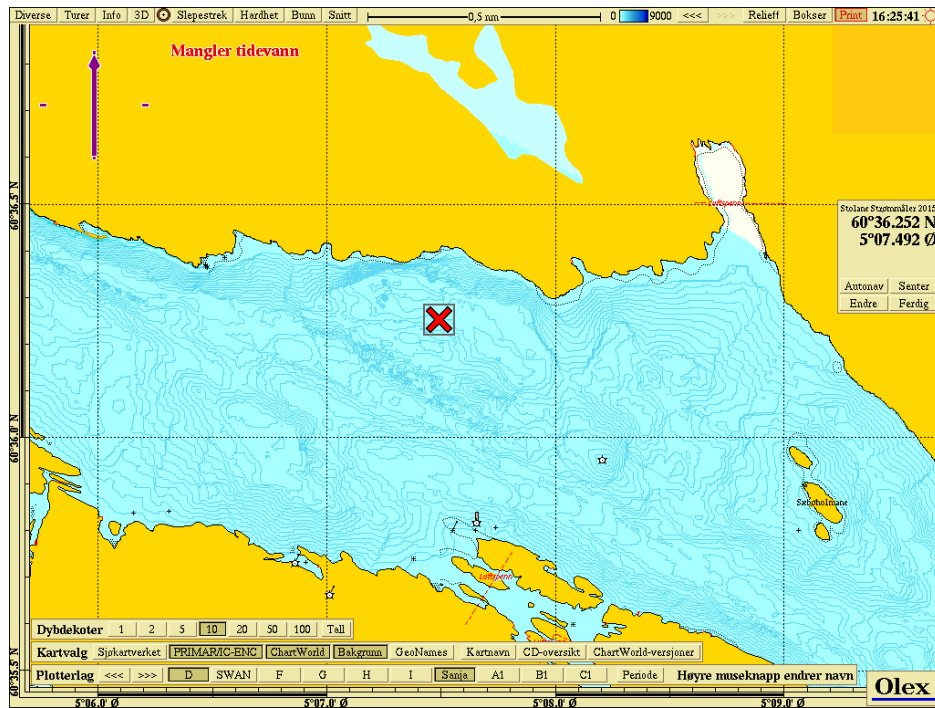 Diverse Turer Info 3D Slepestrek Hardhet Bunn Snitt 0,5 nm 0 9000 <<< >>> Relieff Bokser Print 16:25:41
Mangler tidevann
60°36.5' N
Luftspenn
Stolane Strømmåler 2015
60°36.252 N
5°07.492 Ø
Autonav Senter
Endre Ferdig
60°36.0' N
Sæbøholmane
Luftspenn
Dybdekoter 1 2 5 10 20 50 100 Tall
Kartvalg Sjøkartverket PRIMAR/IC-ENC ChartWorld Bakgrunn GeoNames Kartnavn CD-oversikt ChartWorld-versjoner
60°35.5' N
Plotterlag <<< >>> D SWAN F G H I Sanja A1 B1 C1 Periode Høyre museknapp endrer navn
Olex
5°06.0' Ø 5°07.0' Ø 5°08.0' Ø 5°09.0' Ø